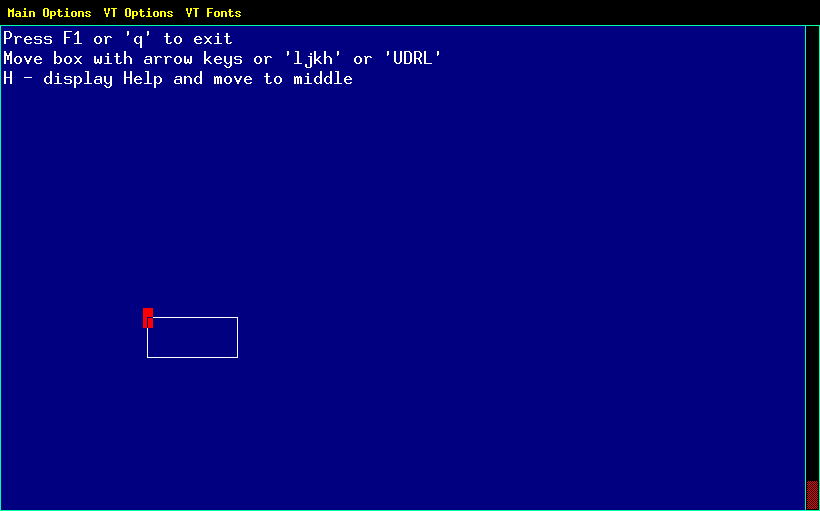 Main Options  VT Options  VT Fonts
Press F1 or 'q' to exit
Move box with arrow keys or 'ljkh' or 'UDRL'
H - display Help and move to middle